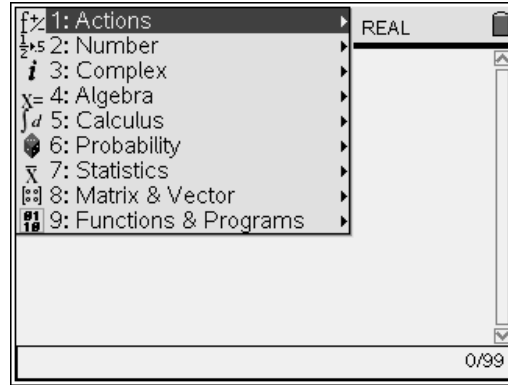 1: Actions
REAL
2: Number
3: Complex
4: Algebra
5: Calculus
6: Probability
7: Statistics
8: Matrix & Vector
9: Functions & Programs
0/99